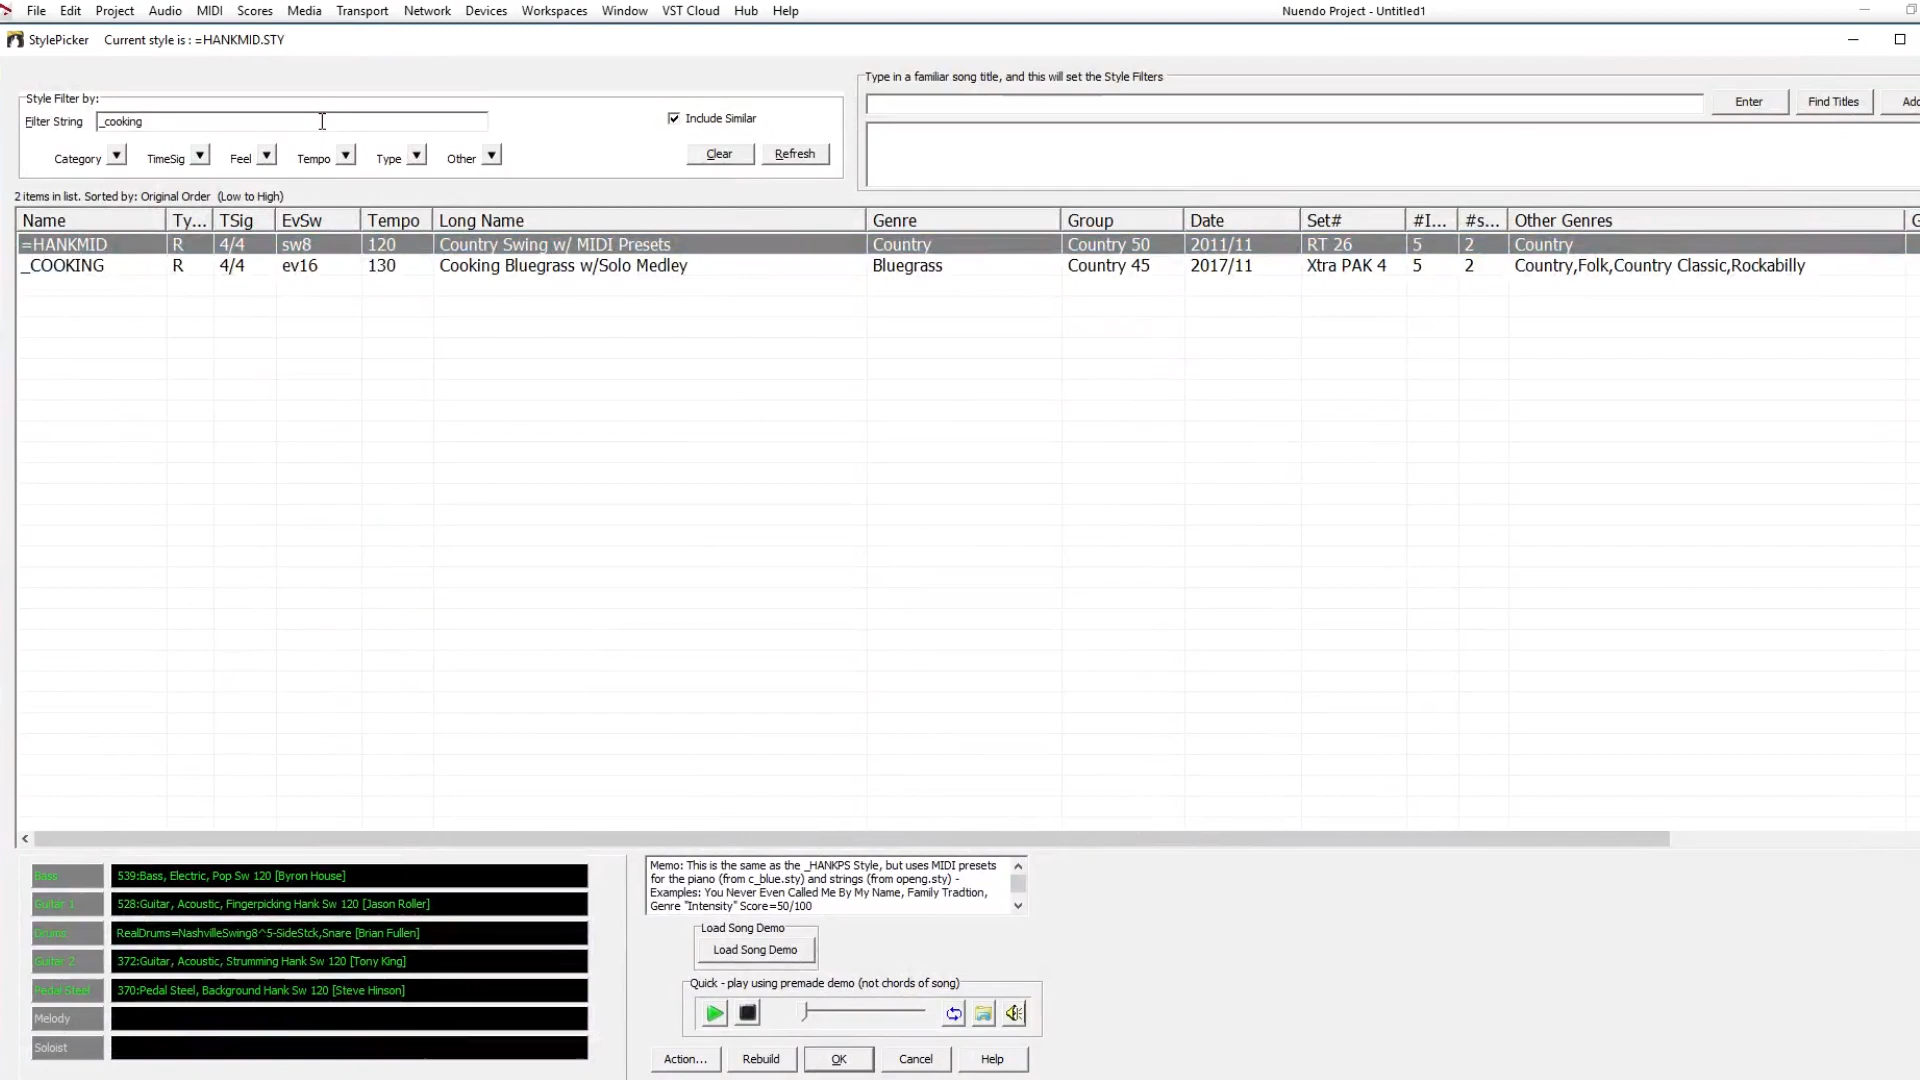 File Edit Project Audio MIDI Scores Media Transport Network Devices Workspaces Window VST Cloud Hub Help Nuendo Project - Untitled1
StylePicker Current style is : =HANKMID.STY
Type in a familiar song title, and this will set the Style Filters
Style Filter by:
Enter Find Titles
Filter String _cooking Include Similar
Category TimeSig Feel Tempo Type Other Clear Refresh
2 items in list. Sorted by: Original Order (Low to High)
Name Ty... TSig EvSw Tempo Long Name Genre Group Date Set# #I... #s... Other Genres
=HANKMID R 4/4 sw8 120 Country Swing w/ MIDI Presets Country Country 50 2011/11 RT 26 5 2 Country
_COOKING R 4/4 ev16 130 Cooking Bluegrass w/Solo Medley Bluegrass Country 45 2017/11 Xtra PAK 4 5 2 Country,Folk,Country Classic,Rockabilly
Bass 539:Bass, Electric, Pop Sw 120 [Byron House]
Guitar 1 528:Guitar, Acoustic, Fingerpicking Hank Sw 120 [Jason Roller]
Drums RealDrums=NashvilleSwing8^5-SideStck,Snare [Brian Fullen]
Guitar 2 372:Guitar, Acoustic, Strumming Hank Sw 120 [Tony King]
Pedal Steel 370:Pedal Steel, Background Hank Sw 120 [Steve Hinson]
Melody
Soloist
Memo: This is the same as the _HANKPS Style, but uses MIDI presets
for the piano (from c_blue.sty) and strings (from openg.sty) -
Examples: You Never Even Called Me By My Name, Family Tradtion,
Genre "Intensity" Score=50/100
Load Song Demo
Load Song Demo
Quick - play using premade demo (not chords of song)
Action... Rebuild OK Cancel Help